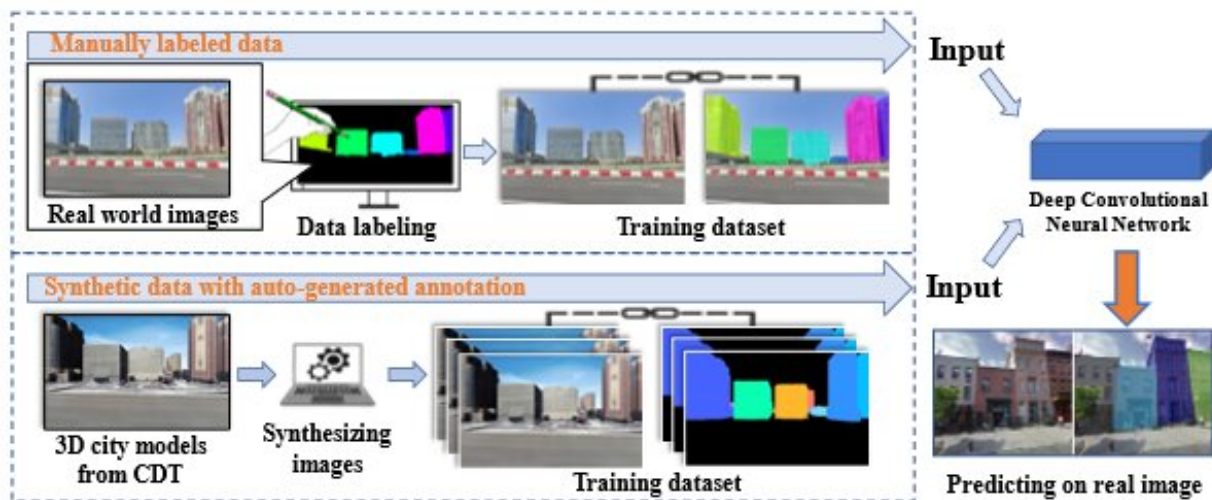 Manually labeled data
Real world images
Data labeling
Training dataset
Input
Deep Convolutional
Neural Network
Synthetic data with auto-generated annotation
3D city models
from CDT
Synthesizing
images
Training dataset
Input
Predicting on real image